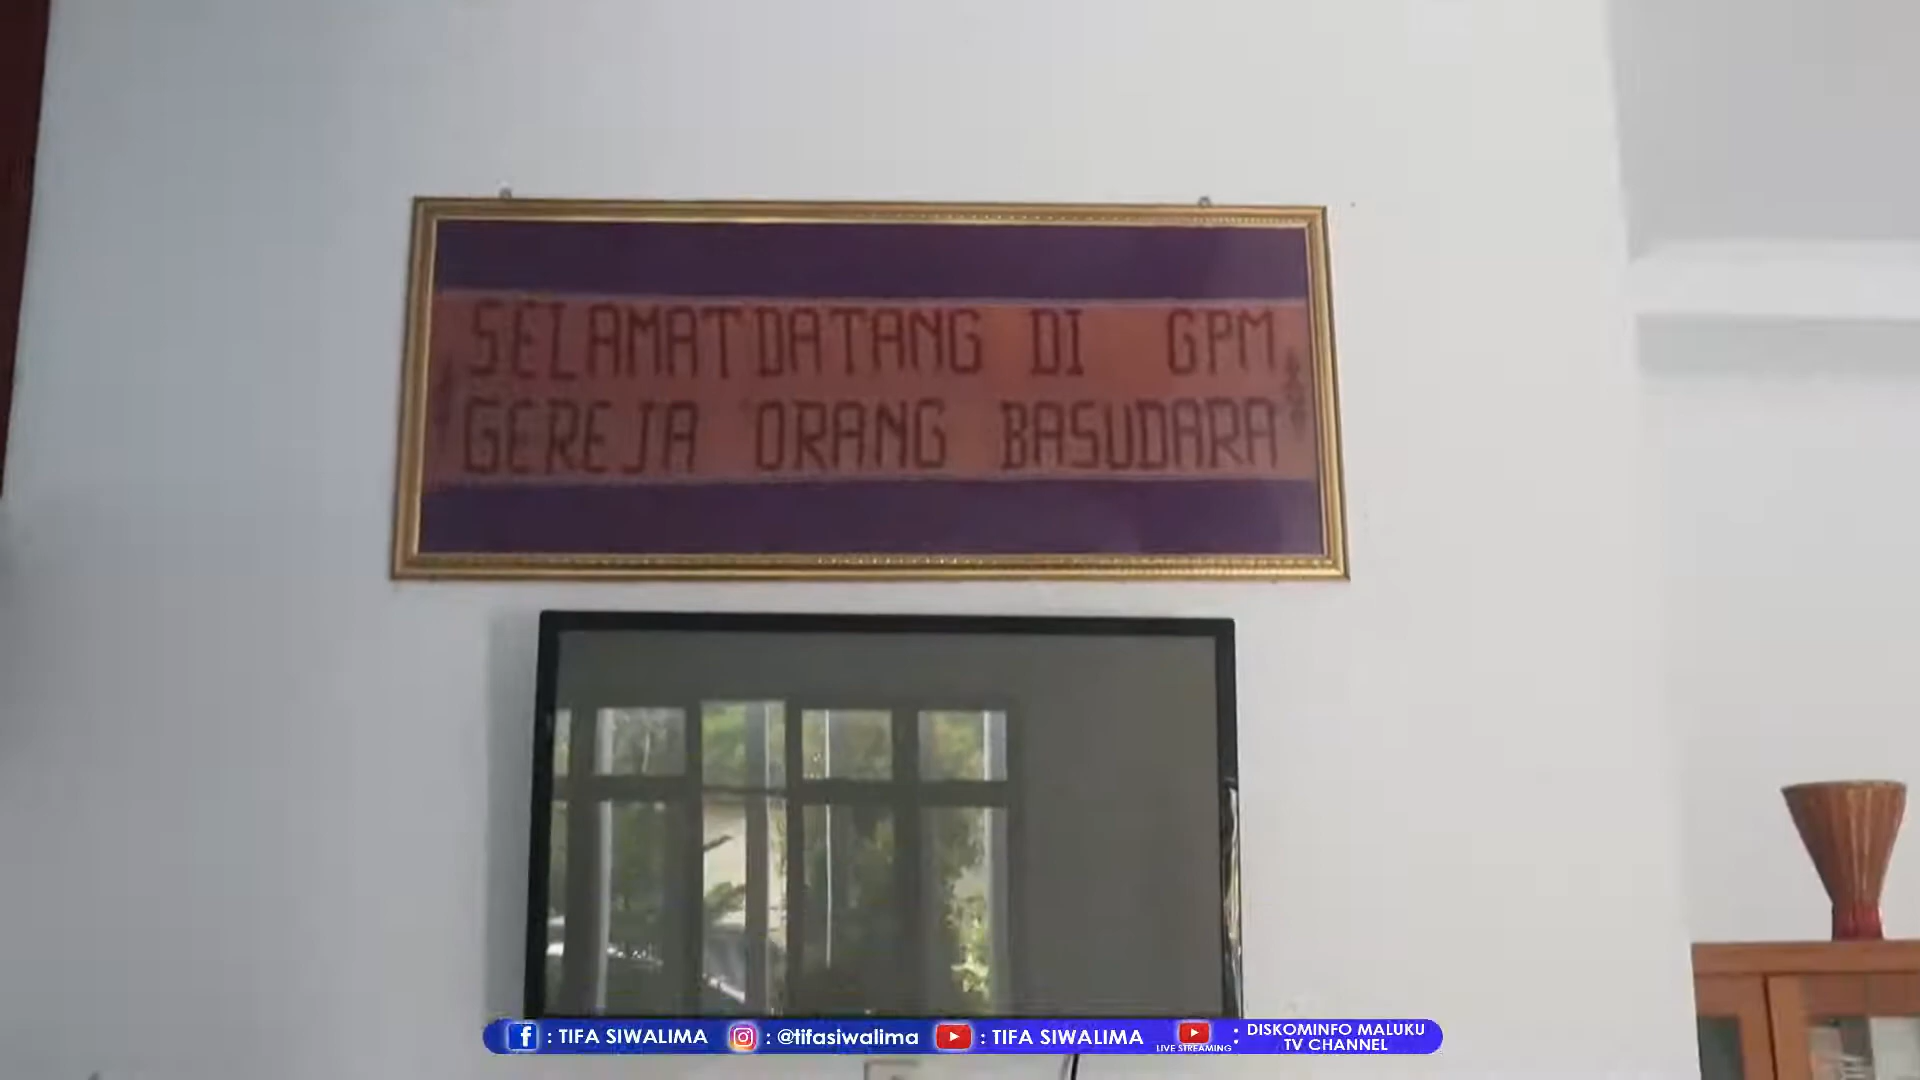 SELAMAT DATANG DI GPM
GEREJA ORANG BASUDARA
: TIFA SIWALIMA : @tifasiwalima : TIFA SIWALIMA LIVE STREAMING : DISKOMINFO MALUKU
TV CHANNEL